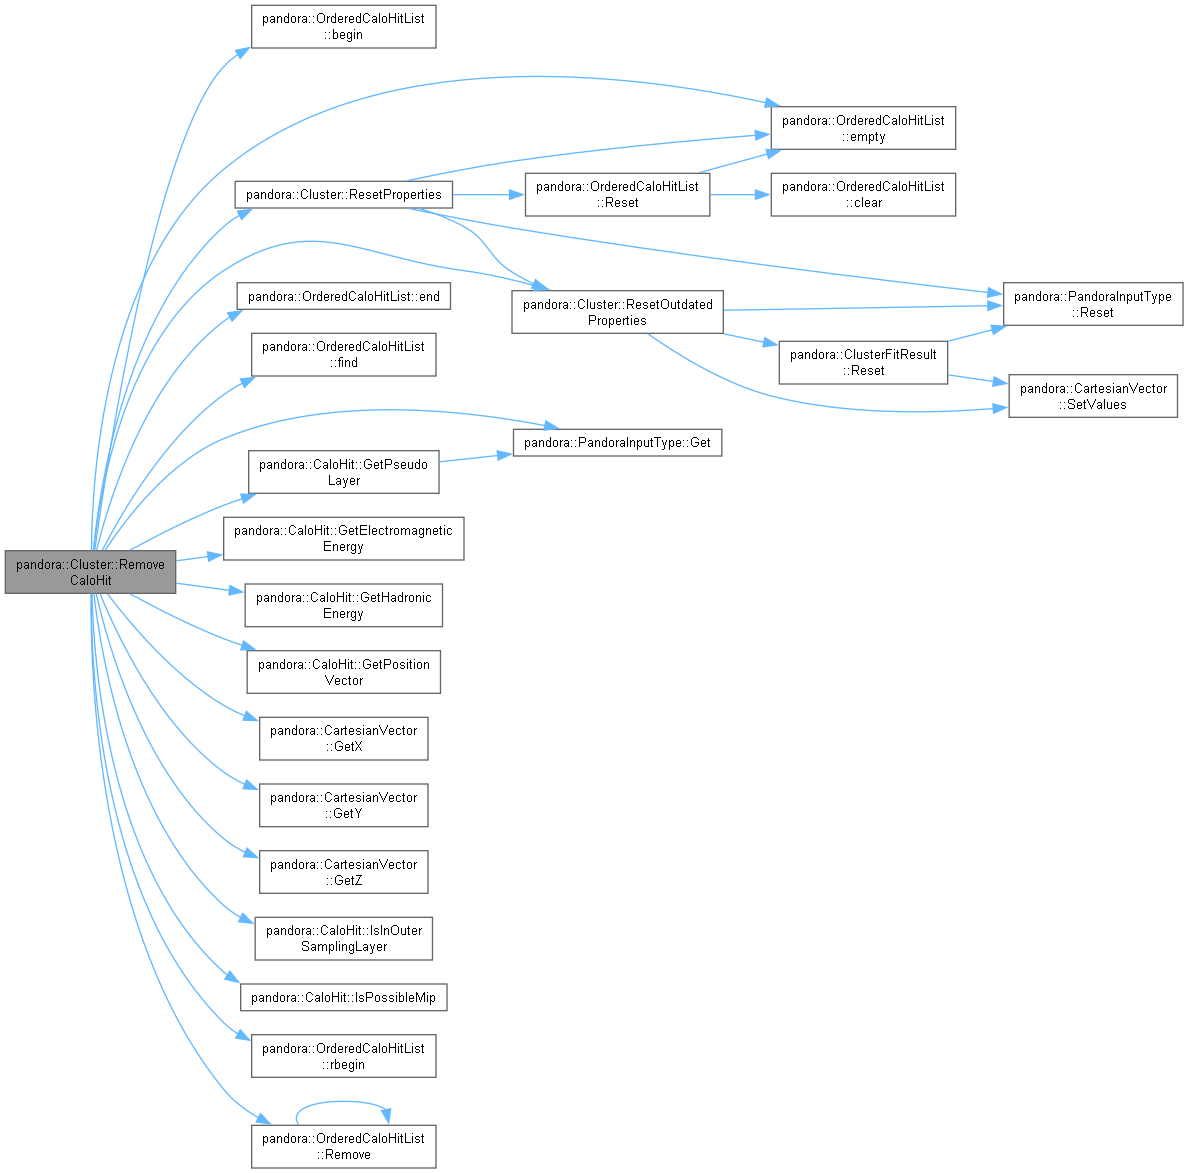 pandora::OrderedCaloHitList
::begin
pandora::OrderedCaloHitList
::empty
pandora::Cluster::ResetProperties
pandora::OrderedCaloHitList
::Reset
pandora::OrderedCaloHitList
::clear
pandora::OrderedCaloHitList::end
pandora::Cluster::ResetOutdated
Properties
pandora::PandoraInputType
::Reset
pandora::OrderedCaloHitList
::find
pandora::ClusterFitResult
::Reset
pandora::CartesianVector
::SetValues
pandora::PandoraInputType::Get
pandora::CaloHit::GetPseudo
Layer
pandora::CaloHit::GetElectromagnetic
Energy
pandora::Cluster::Remove
CaloHit
pandora::CaloHit::GetHadronic
Energy
pandora::CaloHit::GetPosition
Vector
pandora::CartesianVector
::GetX
pandora::CartesianVector
::GetY
pandora::CartesianVector
::GetZ
pandora::CaloHit::IsInOuter
SamplingLayer
pandora::CaloHit::IsPossibleMip
pandora::OrderedCaloHitList
::rbegin
pandora::OrderedCaloHitList
::Remove